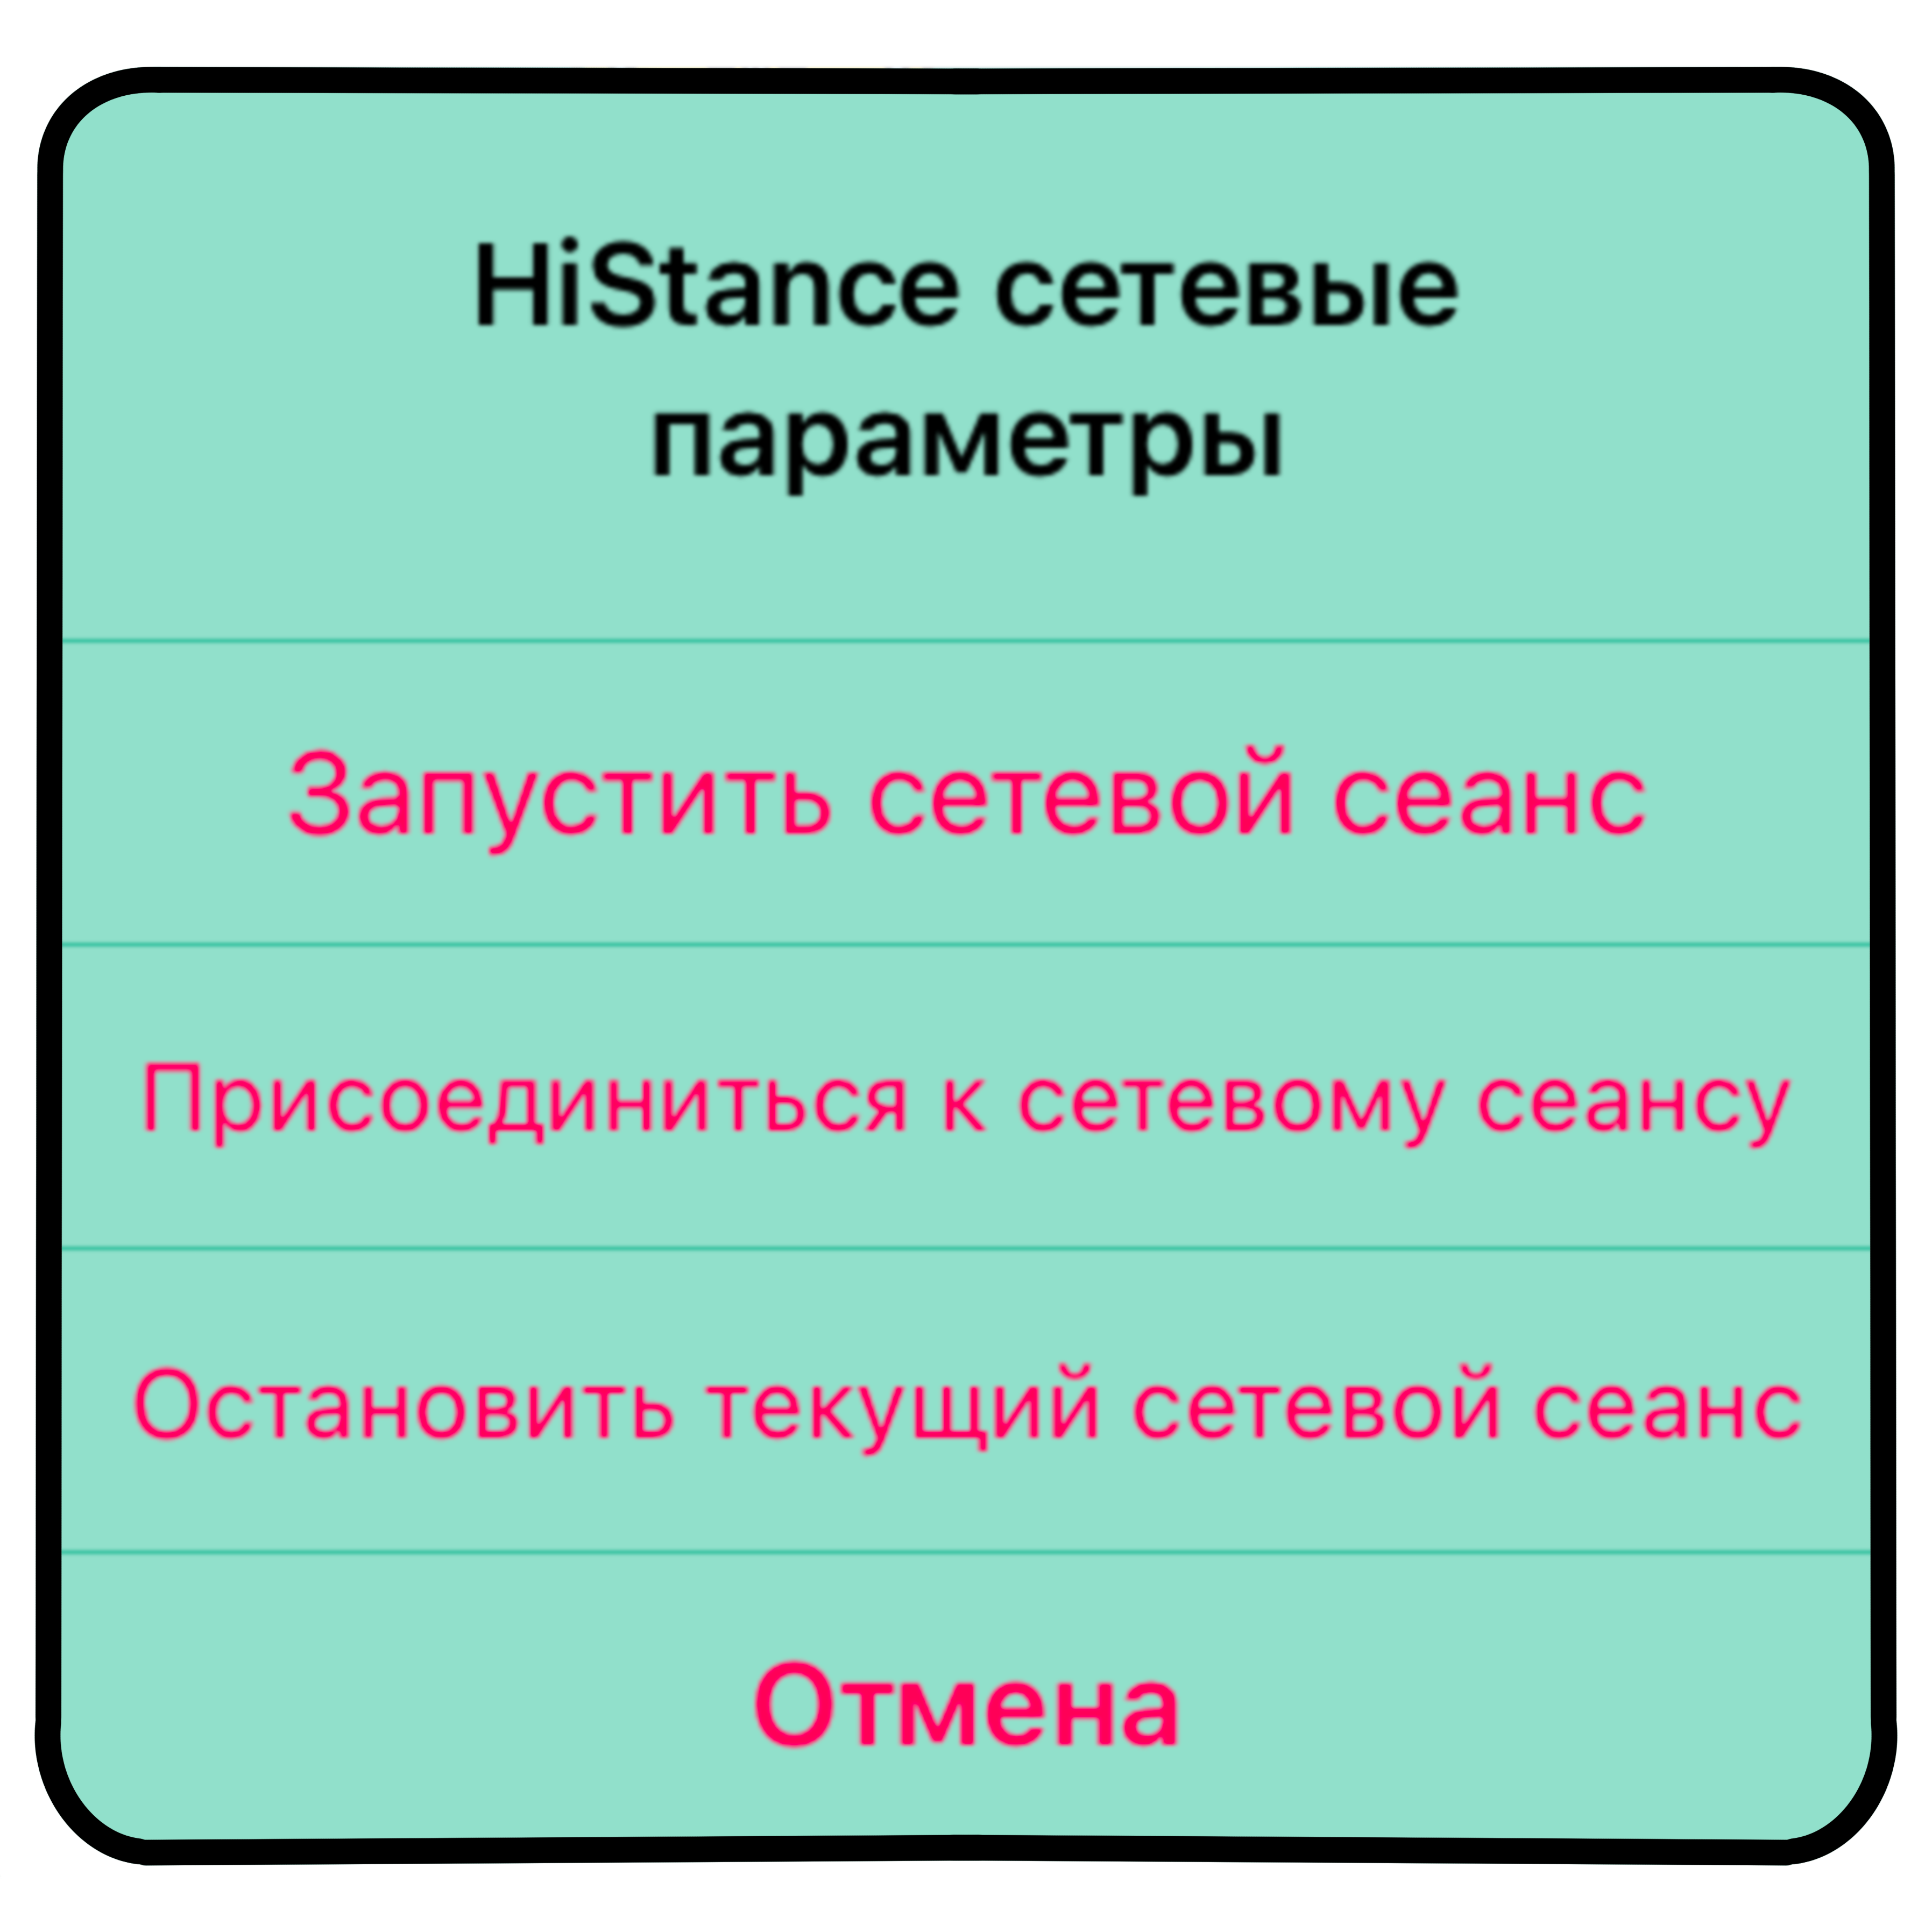 HiStance сетевые
параметры
Запустить сетевой сеанс
Присоединиться к сетевому сеансу
Остановить текущий сетевой сеанс
Отмена